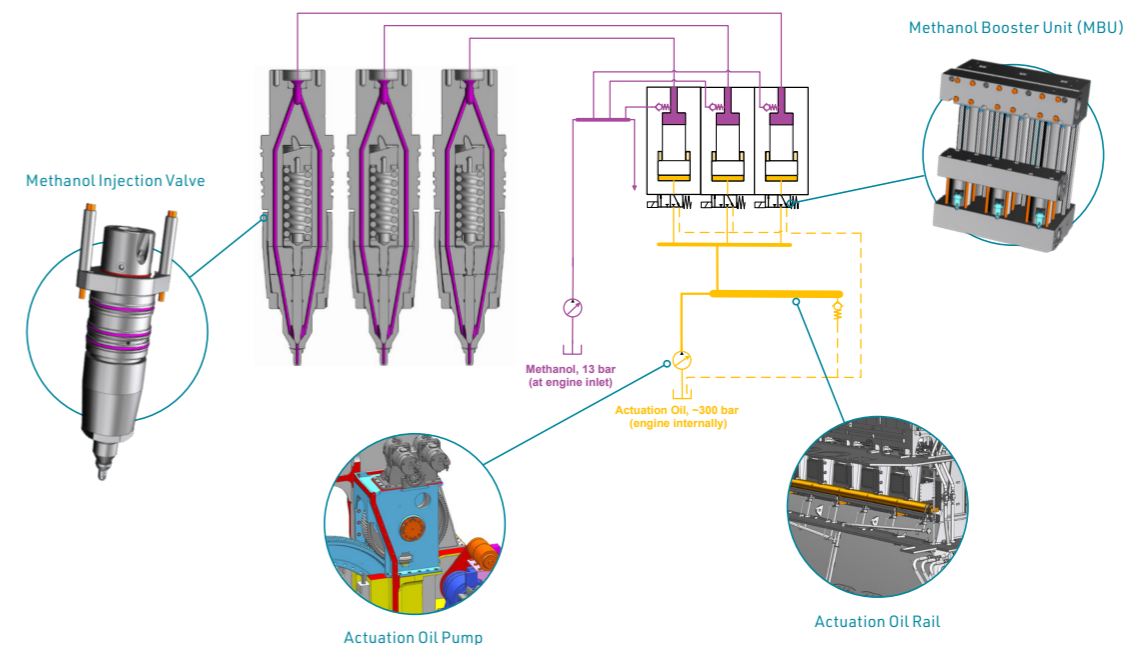 Methanol Booster Unit (MBU)
Methanol Injection Valve
Methanol, 13 bar
(at engine inlet)
Actuation Oil, ~300 bar
(engine internally)
Actuation Oil Rail
Actuation Oil Pump